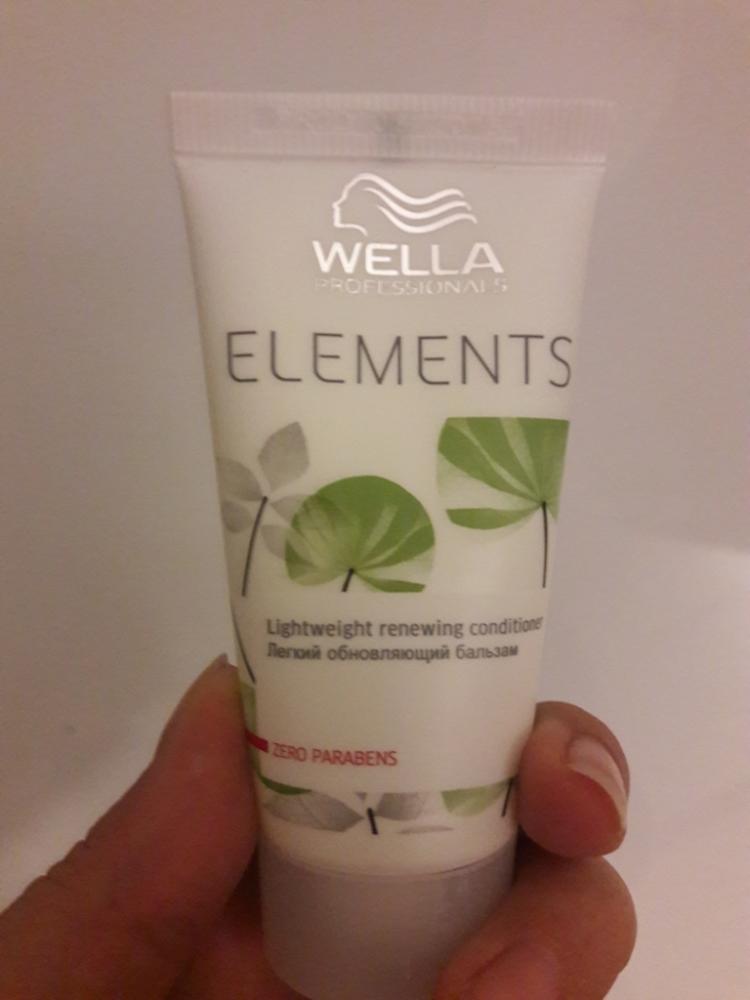 WELLA
PROFESSIONALS
ELEMENTS
Lightweight renewing conditioner
Легкий обновляющий бальзам
ZERO PARABENS